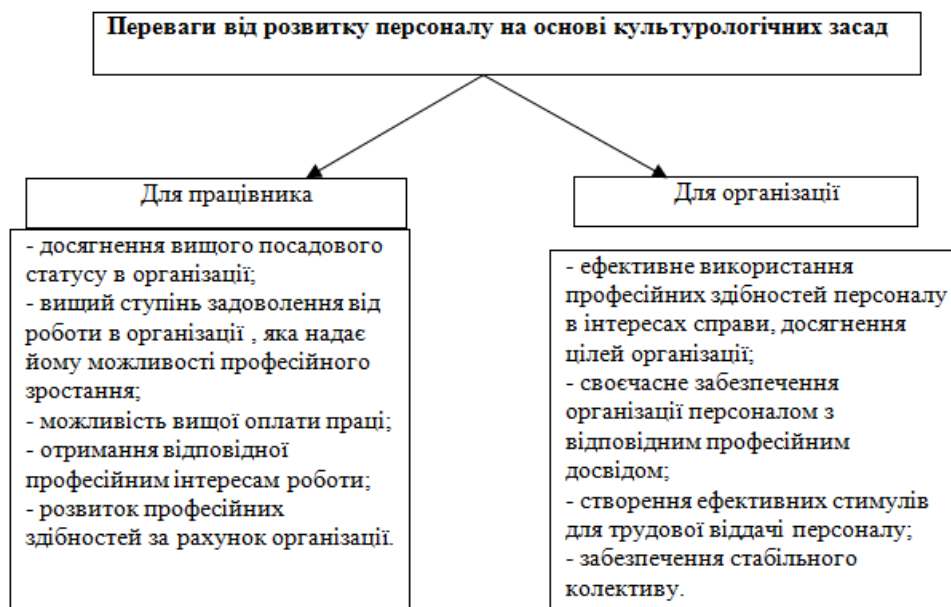 Переваги від розвитку персоналу на основі культурологічних засад
Для працівника
- досягнення вищого посадового
статусу в організації;
- вищий ступінь задоволення від
роботи в організації , яка надає
йому можливості професійного
зростання;
- можливість вищої оплати праці;
- отримання відповідної
професійним інтересам роботи;
- розвиток професійних
здібностей за рахунок організації.
Для організації
- ефективне використання
професійних здібностей персоналу
в інтересах справи, досягнення
цілей організації;
- своєчасне забезпечення
організації персоналом з
відповідним професійним
досвідом;
- створення ефективних стимулів
для трудової віддачі персоналу;
- забезпечення стабільного
колективу.